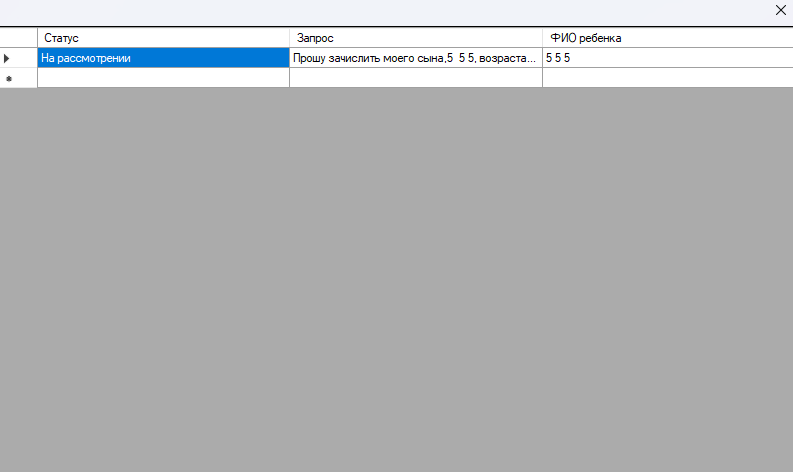 Статус Запрос ФИО ребенка
На рассмотрении Прошу зачислить моего сына,5  5 5, возраста... 5 5 5